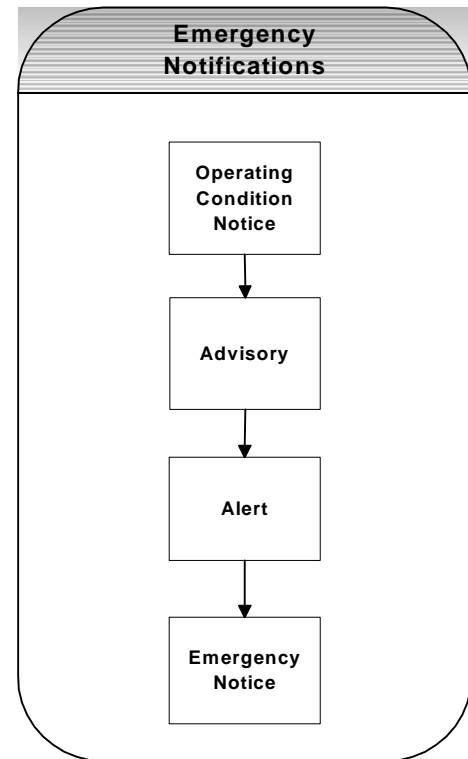 Emergency
Notifications
Operating
Condition
Notice
Advisory
Alert
Emergency
Notice